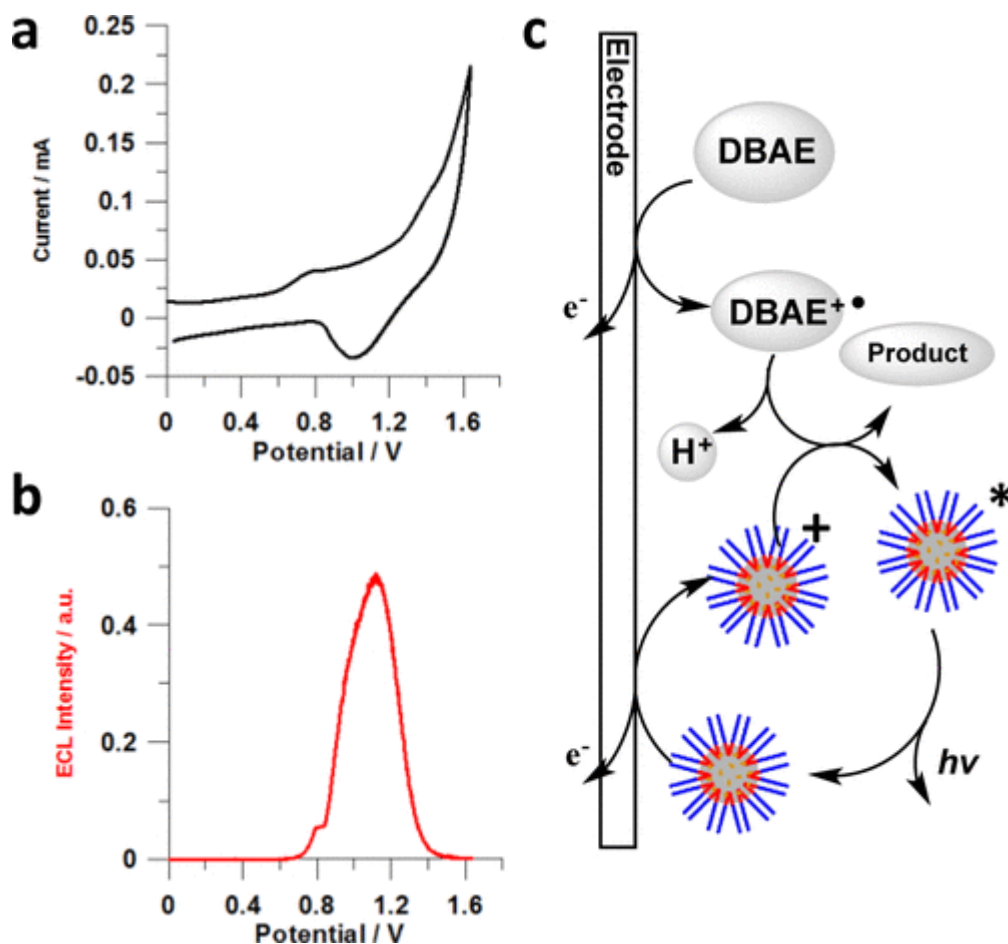 a
0.25
0.2
0.15
0.1
0.05
0
-0.05
Current / mA
0 0.4 0.8 1.2 1.6
Potential / V
b
0.6
0.4
0.2
0
ECL Intensity / a.u.
0 0.4 0.8 1.2 1.6
Potential / V
c
Electrode
DBAE
e-
DBAE+•
Product
H+
+
*
e-
hv